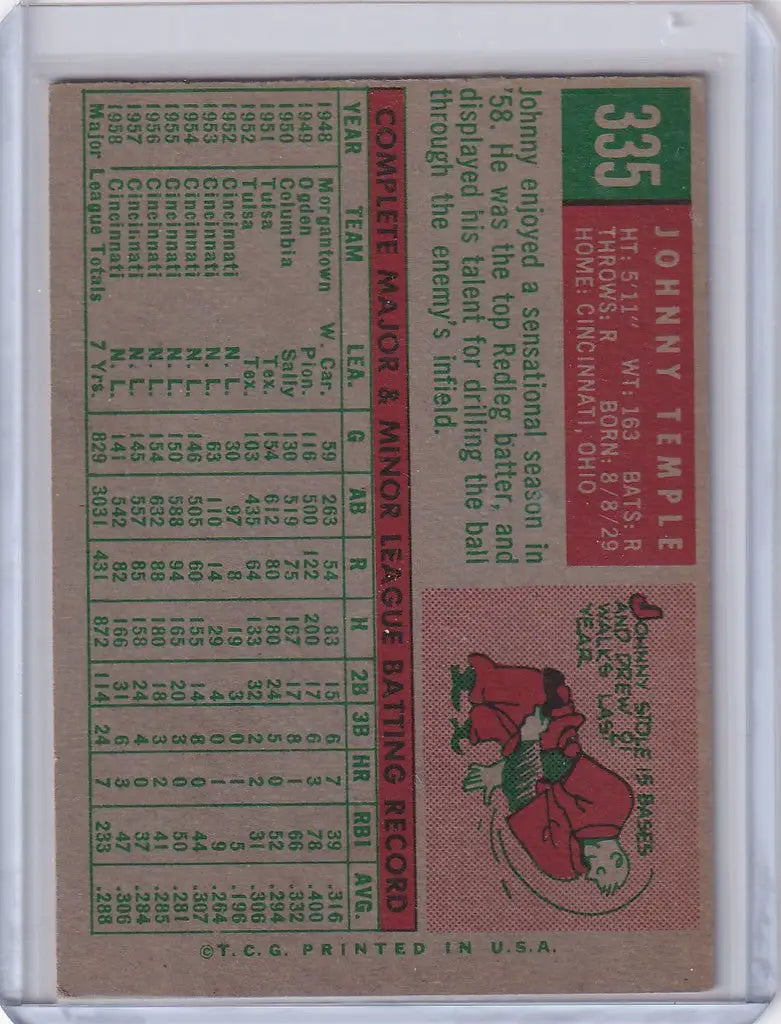 335
JOHNNY TEMPLE
HT: 5'11" WT: 163 BATS: R
THROWS: R BORN: 8/8/29
HOME: CINCINNATI, OHIO
Johnny enjoyed a sensational season in
'58. He was the top Redleg batter, and
displayed his talent for drilling the ball
through the enemy's infield.
JOHNNY STOLE 15 BASES
AND DREW 91
WALKS LAST
YEAR.
COMPLETE MAJOR & MINOR LEAGUE BATTING RECORD
YEAR TEAM LEA. G AB R H 2B 3B HR RBI AVG.
1948 Morgantown W. Car. 59 263 54 83 15 6 7 39 .316
1949 Ogdon Pion. 116 500 122 200 17 6 3 78 .400
1950 Columbia Sally 130 519 75 167 17 8 1 66 .332
1951 Tulsa Tex. 154 612 80 180 24 5 0 52 .294
1952 Tulsa Tex. 103 435 64 133 32 2 2 31 .306
1952 Cincinnati N. L. 30 97 8 19 3 0 1 5 .196
1953 Cincinnati N. L. 63 110 14 29 4 0 1 9 .264
1954 Cincinnati N. L. 146 505 60 155 14 8 0 44 .307
1955 Cincinnati N. L. 150 588 94 165 20 3 0 50 .281
1956 Cincinnati N. L. 154 632 88 180 18 3 2 41 .285
1957 Cincinnati N. L. 145 557 85 158 24 4 0 37 .284
1958 Cincinnati N. L. 141 542 82 166 31 6 3 47 .306
Major League Totals 7 Yrs. 829 3031 431 872 114 24 7 233 .288
©T. C. G. PRINTED IN U.S.A.